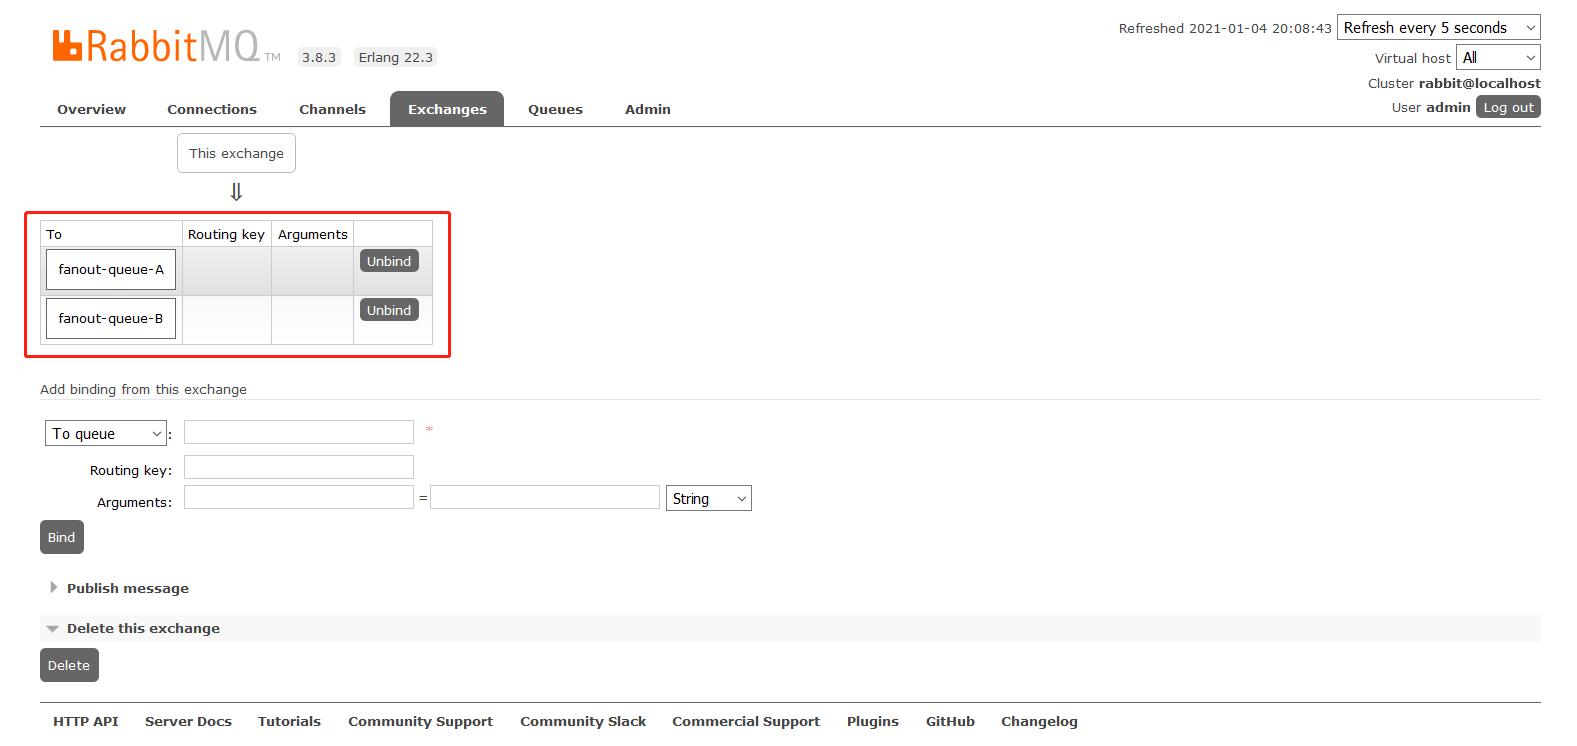 RabbitMQ TM 3.8.3 Erlang 22.3
Refreshed 2021-01-04 20:08:43 Refresh every 5 seconds
Virtual host All
Cluster rabbit@localhost
User admin Log out
Overview Connections Channels Exchanges Queues Admin
This exchange
⇓
To Routing key Arguments
fanout-queue-A Unbind
fanout-queue-B Unbind
Add binding from this exchange
To queue : *
Routing key:
Arguments: = String
Bind
Publish message
Delete this exchange
Delete
HTTP API Server Docs Tutorials Community Support Community Slack Commercial Support Plugins GitHub Changelog